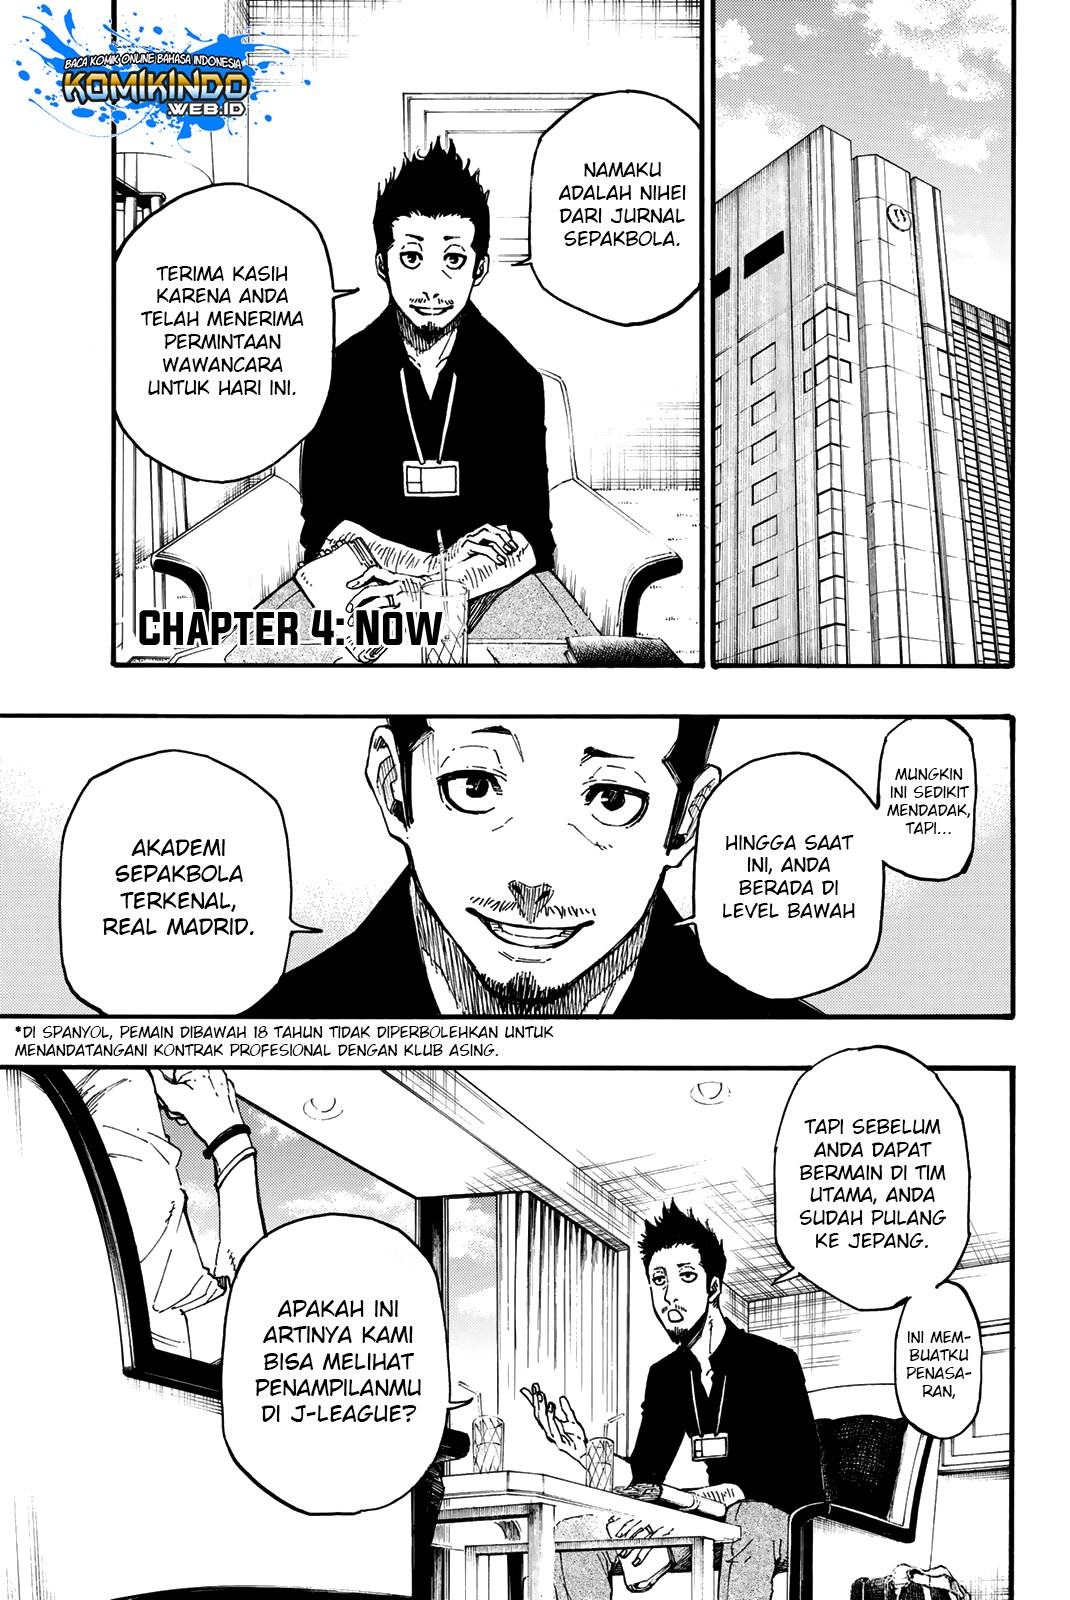 BACA KOMIK ONLINE BAHASA INDONESIA
KOMIKINDO
.WEB.ID
NAMAKU
ADALAH NIHEI
DARI JURNAL
SEPAKBOLA.
TERIMA KASIH
KARENA ANDA
TELAH MENERIMA
PERMINTAAN
WAWANCARA
UNTUK HARI INI.
CHAPTER 4: NOW
MUNGKIN
INI SEDIKIT
MENDADAK,
TAPI...
HINGGA SAAT
INI, ANDA
BERADA DI
LEVEL BAWAH
AKADEMI
SEPAKBOLA
TERKENAL,
REAL MADRID.
*DI SPANYOL, PEMAIN DIBAWAH 18 TAHUN TIDAK DIPERBOLEHKAN UNTUK
MENANDATANGANI KONTRAK PROFESIONAL DENGAN KLUB ASING.
TAPI SEBELUM
ANDA DAPAT
BERMAIN DI TIM
UTAMA, ANDA
SUDAH PULANG
KE JEPANG.
INI MEM-
BUATKU
PENASA-
RAN,
APAKAH INI
ARTINYA KAMI
BISA MELIHAT
PENAMPILANMU
DI J-LEAGUE?